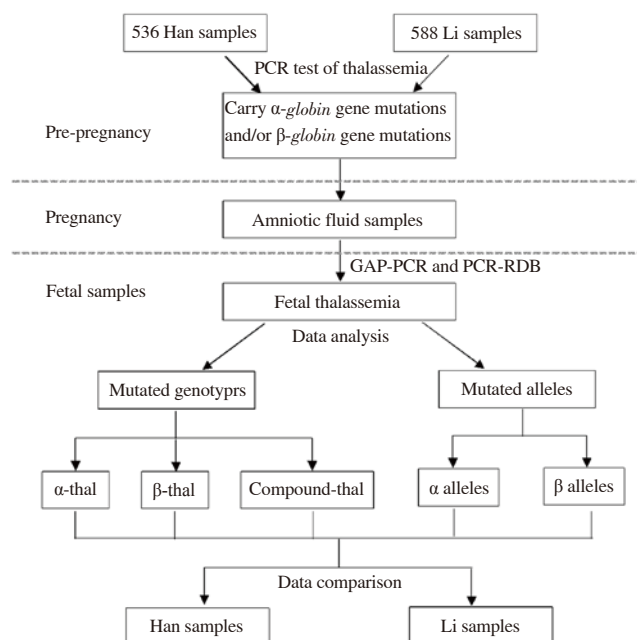 536 Han samples
588 Li samples
PCR test of thalassemia
Carry α-globin gene mutations
and/or β-globin gene mutations
Pre-pregnancy
Pregnancy
Amniotic fluid samples
GAP-PCR and PCR-RDB
Fetal samples
Fetal thalassemia
Data analysis
Mutated genotyprs
Mutated alleles
α-thal
β-thal
Compound-thal
α alleles
β alleles
Data comparison
Han samples
Li samples